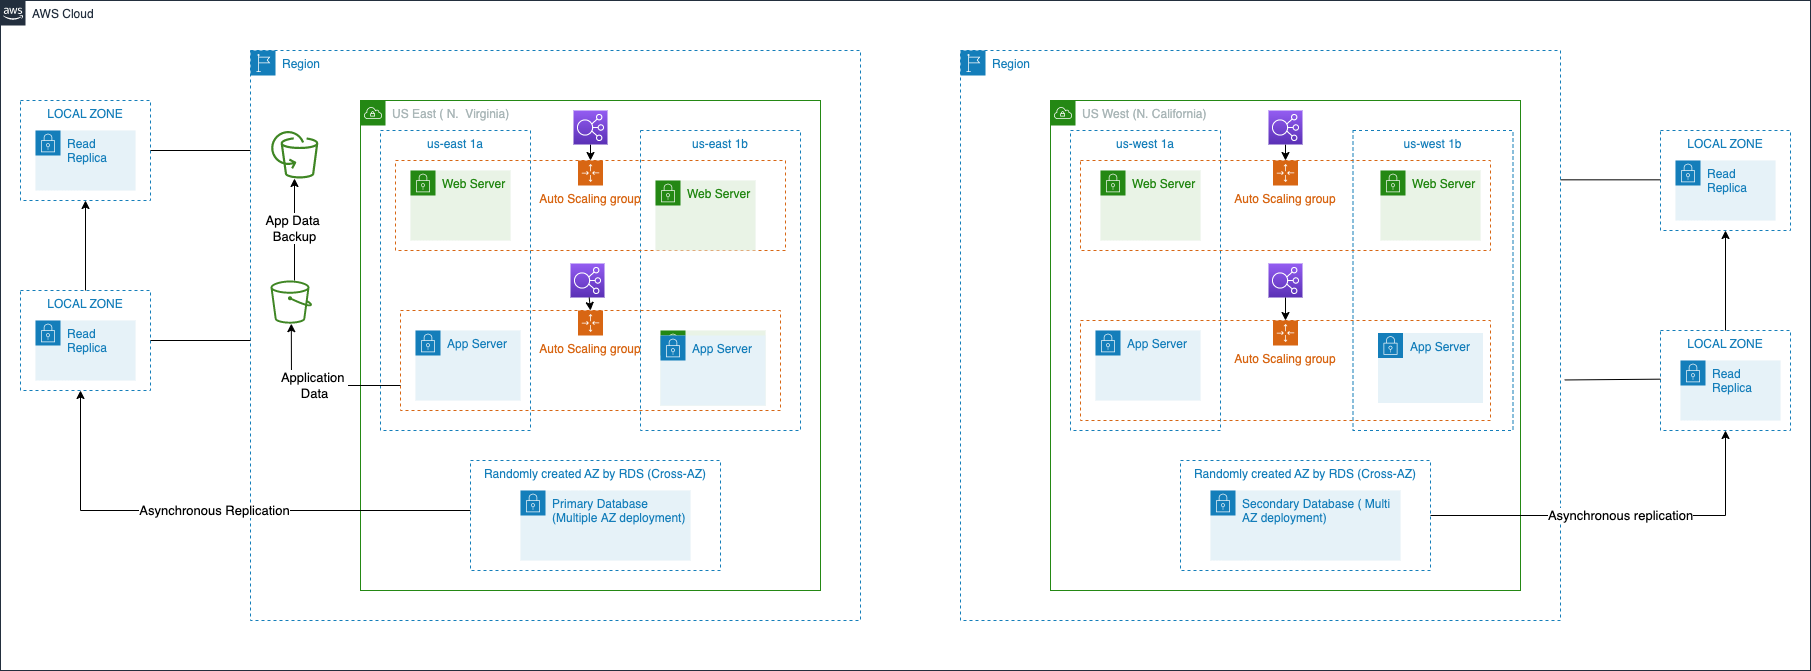 aws
AWS Cloud
Region
LOCAL ZONE
Read
Replica
LOCAL ZONE
Read
Replica
App Data
Backup
Application
Data
Asynchronous Replication
US East ( N.  Virginia)
us-east 1a
us-east 1b
Web Server
Auto Scaling group
Web Server
App Server
Auto Scaling group
App Server
Randomly created AZ by RDS (Cross-AZ)
Primary Database
(Multiple AZ deployment)
Region
US West (N. California)
us-west 1a
us-west 1b
Web Server
Auto Scaling group
Web Server
App Server
Auto Scaling group
App Server
Randomly created AZ by RDS (Cross-AZ)
Secondary Database ( Multi
AZ deployment)
Asynchronous replication
LOCAL ZONE
Read
Replica
LOCAL ZONE
Read
Replica